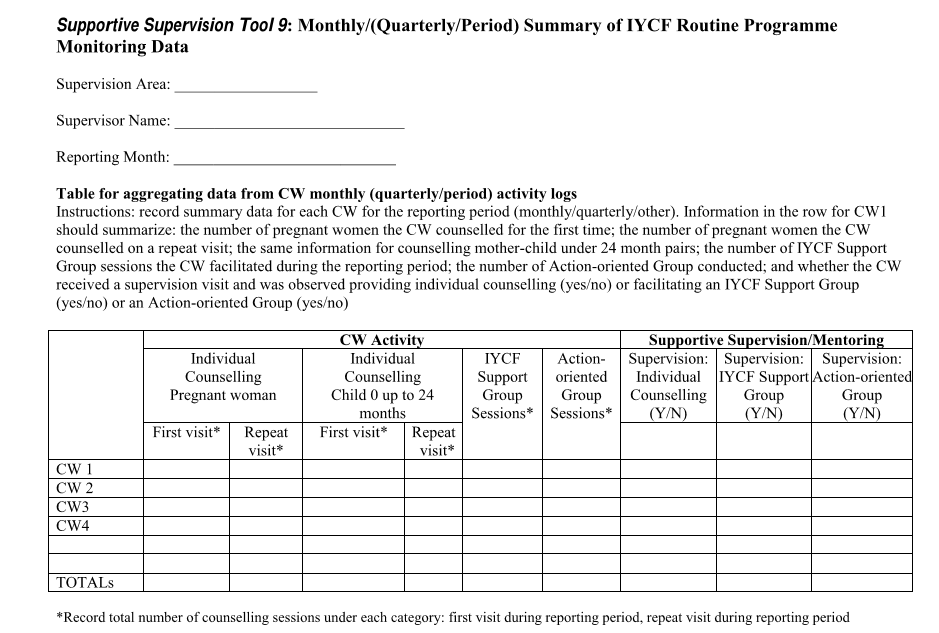 Supportive Supervision Tool 9: Monthly/(Quarterly/Period) Summary of IYCF Routine Programme
Monitoring Data
Supervision Area: __________________
Supervisor Name: _____________________________
Reporting Month: ____________________________
Table for aggregating data from CW monthly (quarterly/period) activity logs
Instructions: record summary data for each CW for the reporting period (monthly/quarterly/other). Information in the row for CW1
should summarize: the number of pregnant women the CW counselled for the first time; the number of pregnant women the CW
counselled on a repeat visit; the same information for counselling mother-child under 24 month pairs; the number of IYCF Support
Group sessions the CW facilitated during the reporting period; the number of Action-oriented Group conducted; and whether the CW
received a supervision visit and was observed providing individual counselling (yes/no) or facilitating an IYCF Support Group
(yes/no) or an Action-oriented Group (yes/no)
CW Activity
Supportive Supervision/Mentoring
Individual
Counselling
Pregnant woman
Individual
Counselling
Child 0 up to 24
months
IYCF
Support
Group
Sessions*
Action-
oriented
Group
Sessions*
Supervision:
Individual
Counselling
(Y/N)
Supervision:
IYCF Support
Group
(Y/N)
Supervision:
Action-oriented
Group
(Y/N)
First visit*
Repeat
visit*
First visit*
Repeat
visit*
CW 1
CW 2
CW3
CW4
TOTALs
*Record total number of counselling sessions under each category: first visit during reporting period, repeat visit during reporting period